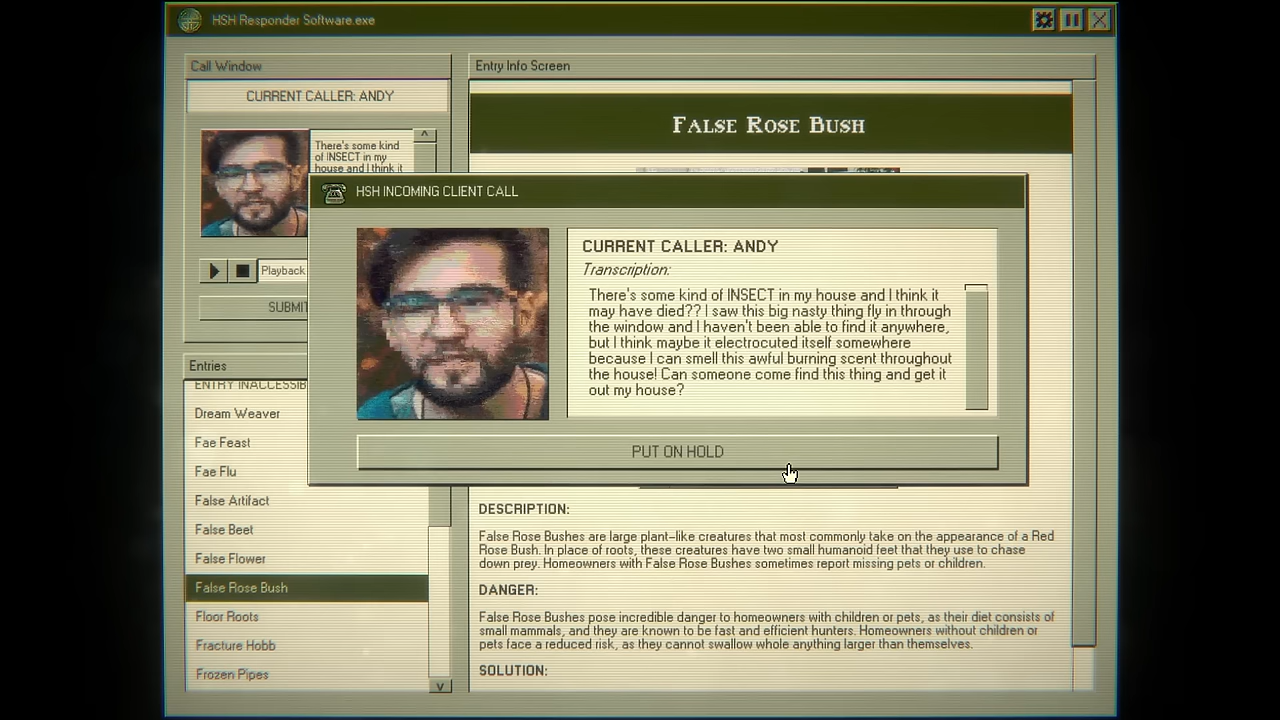 HSH Responder Software.exe
Call Window
CURRENT CALLER: ANDY
There's some kind
of INSECT in my
house and I think it
Playback
SUBMIT
Entries
ENTRY INACCESSIB
Dream Weaver
Fae Feast
Fae Flu
False Artifact
False Beet
False Flower
False Rose Bush
Floor Roots
Fracture Hobb
Frozen Pipes
Entry Info Screen
False Rose Bush
HSH INCOMING CLIENT CALL
CURRENT CALLER: ANDY
Transcription:
There's some kind of INSECT in my house and I think it
may have died?? I saw this big nasty thing fly in through
the window and I haven't been able to find it anywhere,
but I think maybe it electrocuted itself somewhere
because I can smell this awful burning scent throughout
the house! Can someone come find this thing and get it
out my house?
PUT ON HOLD
DESCRIPTION:
False Rose Bushes are large plant-like creatures that most commonly take on the appearance of a Red
Rose Bush. In place of roots, these creatures have two small humanoid feet that they use to chase
down prey. Homeowners with False Rose Bushes sometimes report missing pets or children.
DANGER:
False Rose Bushes pose incredible danger to homeowners with children or pets, as their diet consists of
small mammals, and they are known to be fast and efficient hunters. Homeowners without children or
pets face a reduced risk, as they cannot swallow whole anything larger than themselves.
SOLUTION: